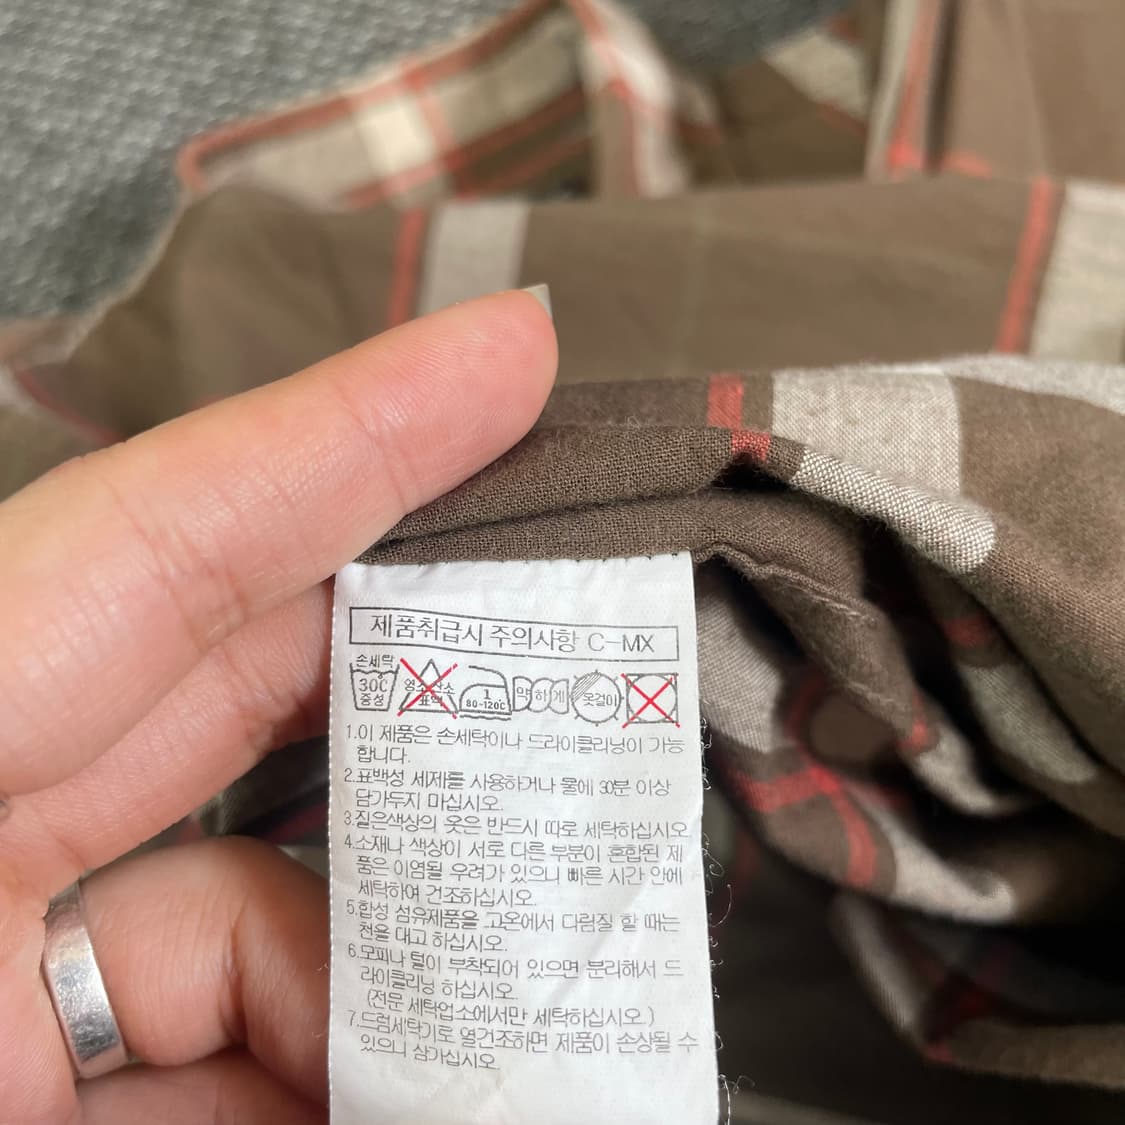 제품취급시 주의사항 C-MX
손세탁
30℃
중성
염소산소
표백
1
80~120℃
약하게
옷걸이
1.이 제품은 손세탁이나 드라이클리닝이 가능
합니다.
2.표백성 세제를 사용하거나 물에 30분 이상
담가두지 마십시오.
3.짙은색상의 옷은 반드시 따로 세탁하십시오
4.소재나 색상이 서로 다른 부분이 혼합된 제
품은 이염될 우려가 있으니 빠른 시간 안에
세탁하여 건조하십시오.
5.합성 섬유제품을 고온에서 다림질 할 때는
천을 대고 하십시오.
6.모피나 털이 부착되어 있으면 분리해서 드
라이클리닝 하십시오.
(전문 세탁업소에서만 세탁하십시오.)
7.드럼세탁기로 열건조하면 제품이 손상될 수
있으니 삼가십시오.